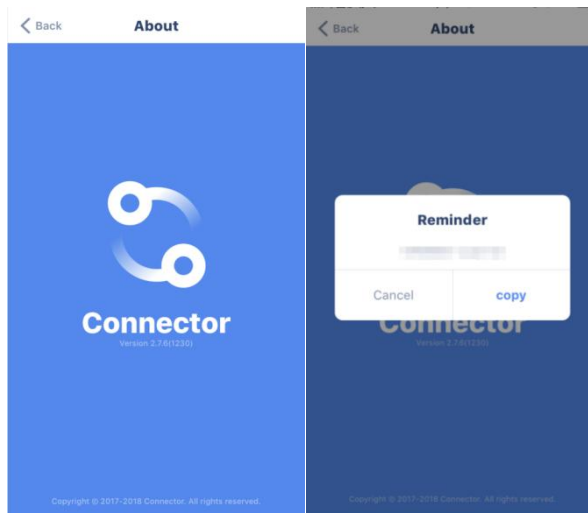 Back
About
Connector
Version 2.7.6(1230)
Copyright © 2017-2018 Connector. All rights reserved.
Back
About
Reminder
Cancel
copy
Connector
Version 2.7.6(1230)
Copyright © 2017-2018 Connector. All rights reserved.